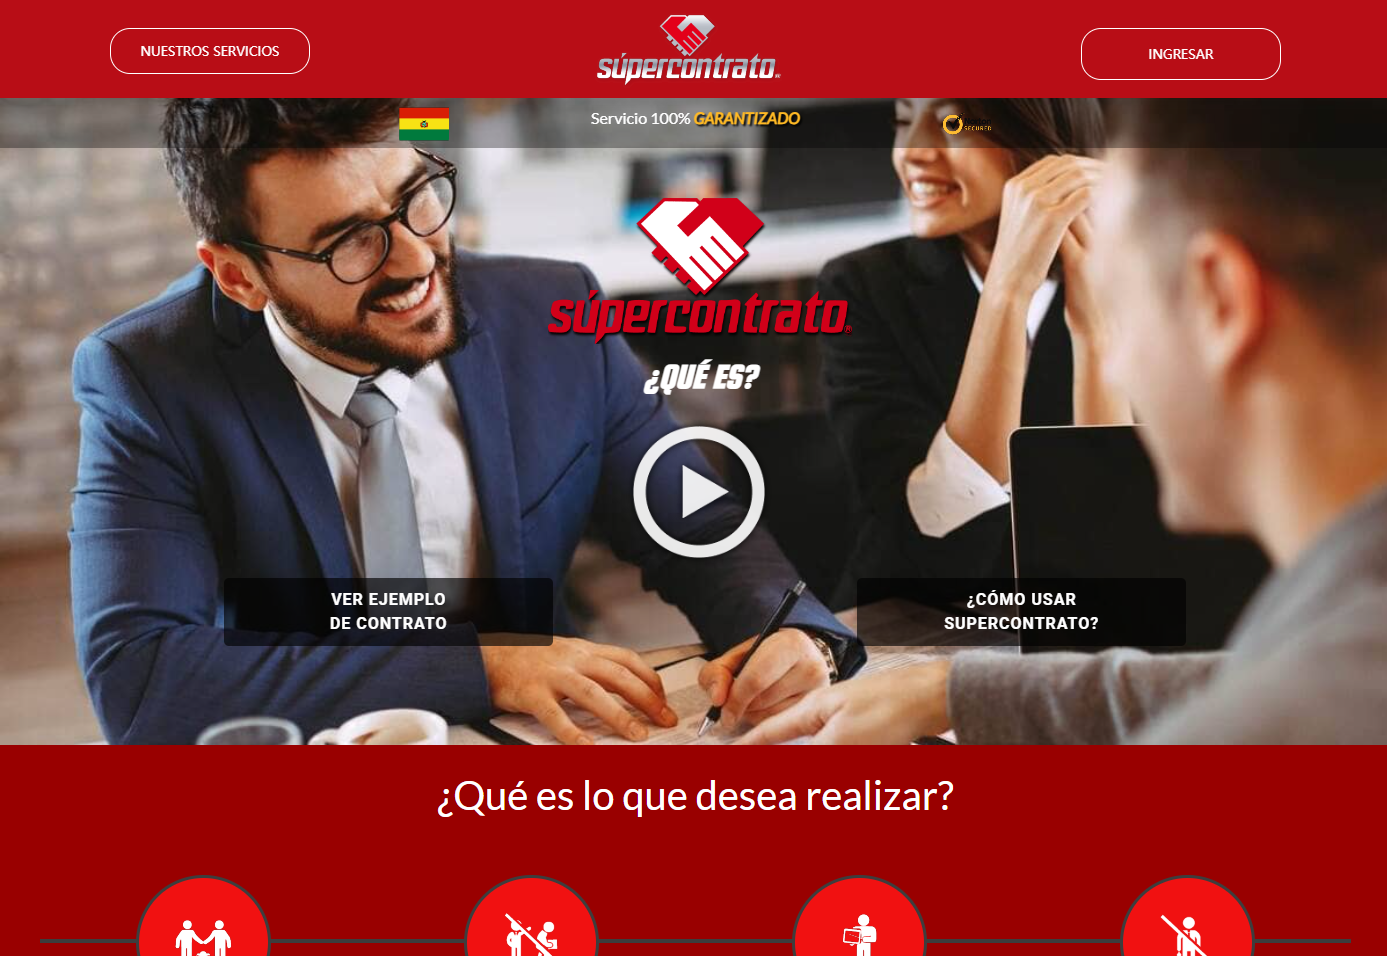 NUESTROS SERVICIOS
súpercontrato
INGRESAR
Servicio 100% GARANTIZADO
SECURED
súpercontrato®
¿QUÉ ES?
VER EJEMPLO
DE CONTRATO
¿CÓMO USAR
SUPERCONTRATO?
¿Qué es lo que desea realizar?